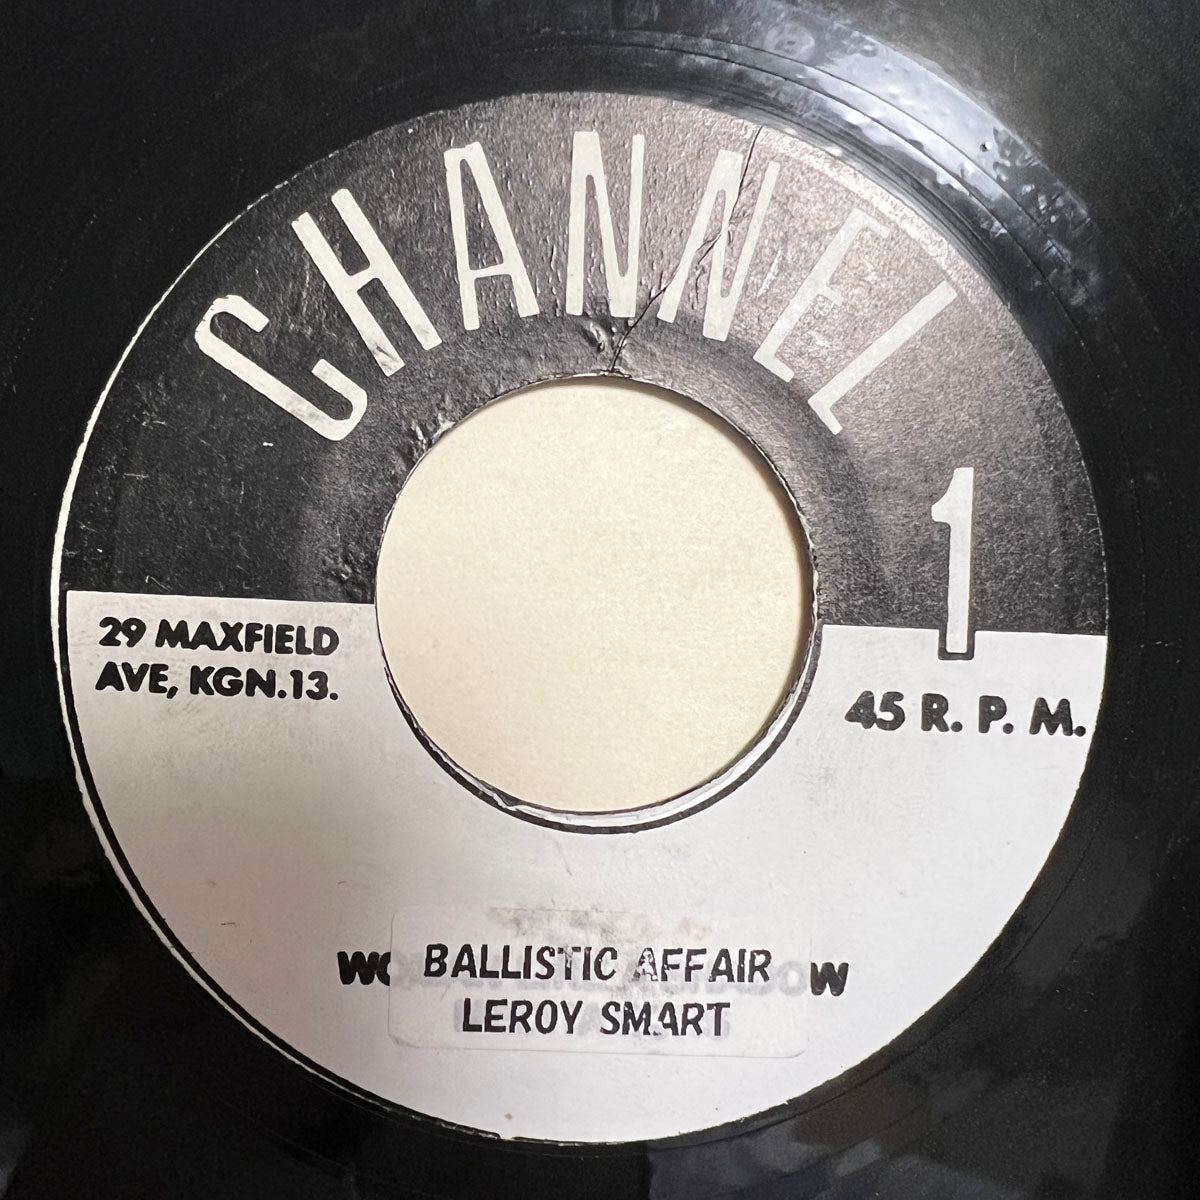 CHANNEL
1
29 MAXFIELD
AVE, KGN.13.
45 R. P. M.
BALLISTIC AFFAIR
LEROY SMART